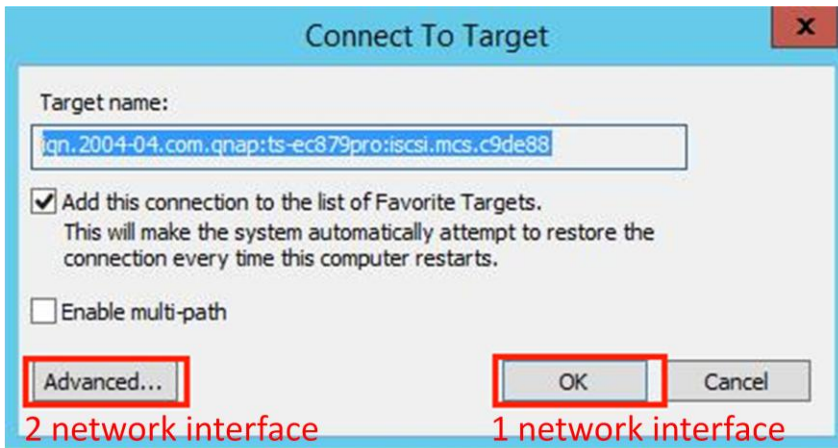 Connect To Target
x
Target name:
iqn.2004-04.com.qnap:ts-ec879pro:iscsi.mcs.c9de88
Add this connection to the list of Favorite Targets.
This will make the system automatically attempt to restore the
connection every time this computer restarts.
Enable multi-path
Advanced... OK Cancel
2 network interface 1 network interface